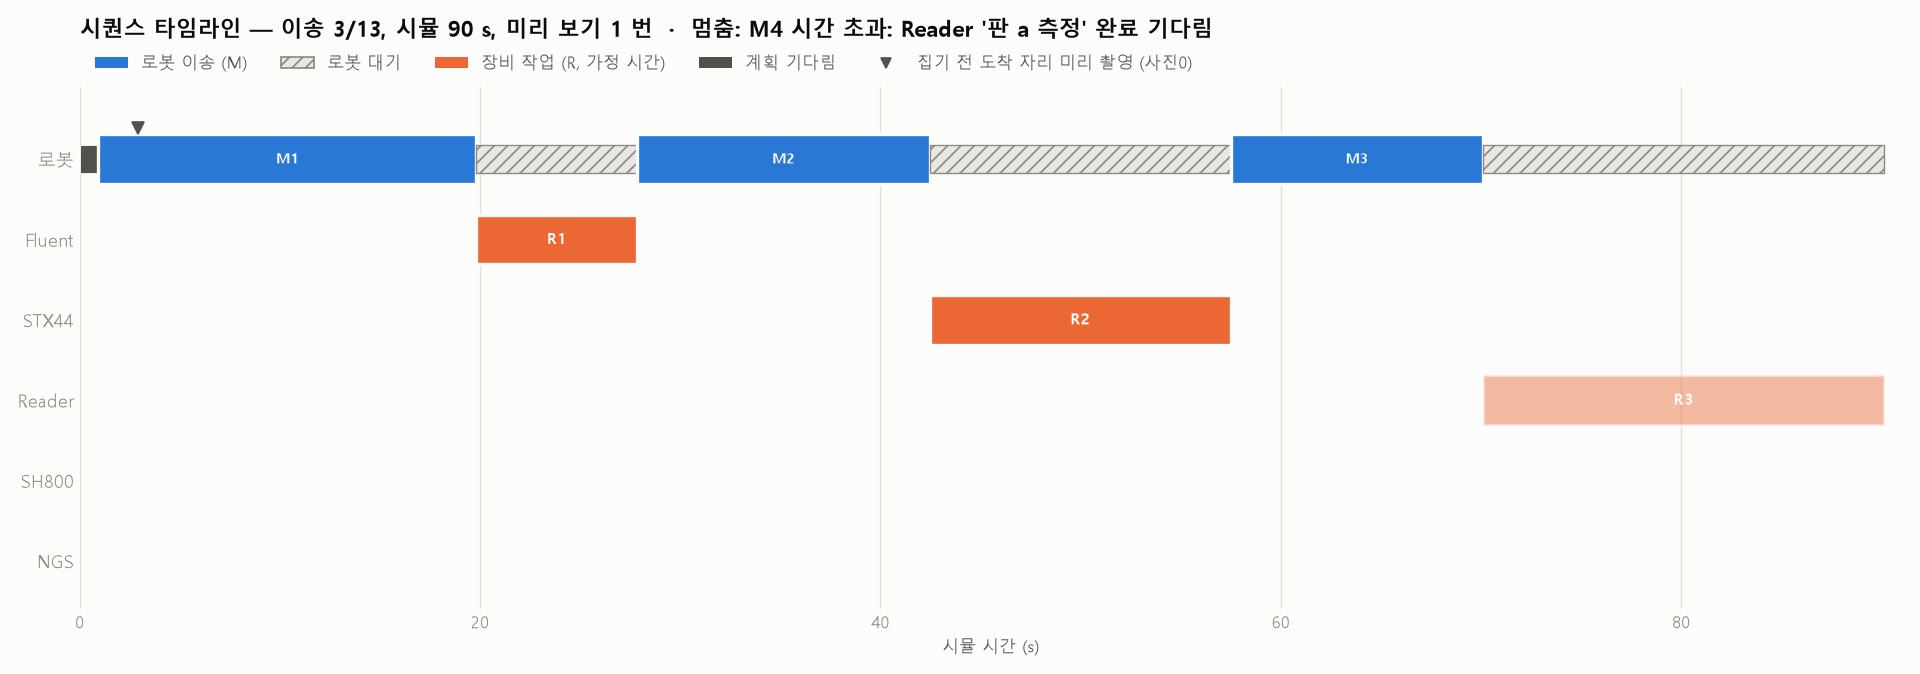 시퀀스 타임라인 — 이송 3/13, 시뮬 90 s, 미리 보기 1 번 · 멈춤: M4 시간 초과: Reader '판 a 측정' 완료 기다림
로봇 이송 (M) 로봇 대기 장비 작업 (R, 가정 시간) 계획 기다림 집기 전 도착 자리 미리 촬영 (사진0)
로봇 M1 M2 M3
Fluent R1
STX44 R2
Reader R3
SH800
NGS
0 20 40 60 80
시뮬 시간 (s)